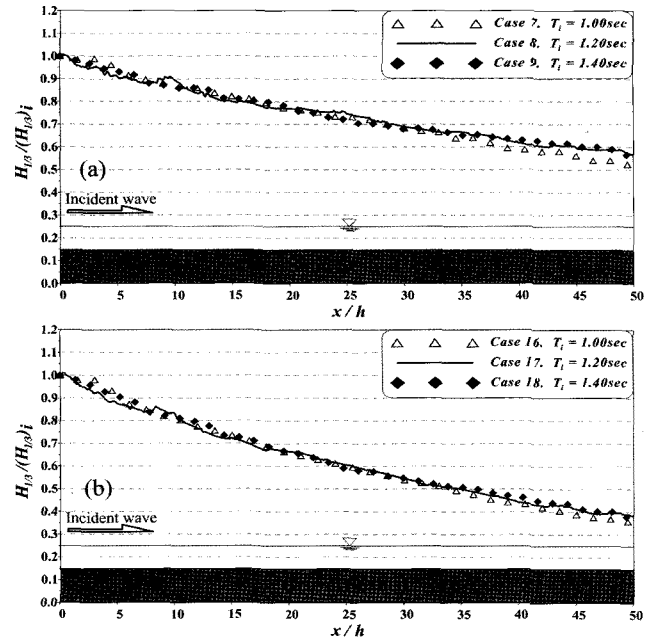 1.2
1.1
1.0
0.9
0.8
0.7
0.6
0.5
0.4
0.3
0.2
0.1
0.0
H1/3/(H1/3)i
Case 7, Ti = 1.00sec
Case 8, Ti = 1.20sec
Case 9, Ti = 1.40sec
(a)
Incident wave
0 5 10 15 20 25 30 35 40 45 50
x / h
1.2
1.1
1.0
0.9
0.8
0.7
0.6
0.5
0.4
0.3
0.2
0.1
0.0
H1/3/(H1/3)i
Case 16, Ti = 1.00sec
Case 17, Ti = 1.20sec
Case 18, Ti = 1.40sec
(b)
Incident wave
0 5 10 15 20 25 30 35 40 45 50
x / h